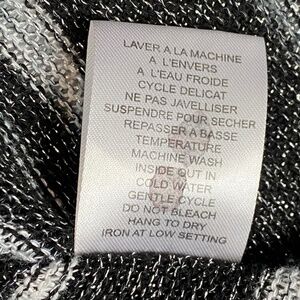 LAVER A LA MACHINE
A L'ENVERS
A L'EAU FROIDE
CYCLE DELICAT
NE PAS JAVELLISER
SUSPENDRE POUR SECHER
REPASSER A BASSE
TEMPERATURE
MACHINE WASH
INSIDE OUT IN
COLD WATER
GENTLE CYCLE
DO NOT BLEACH
HANG TO DRY
IRON AT LOW SETTING